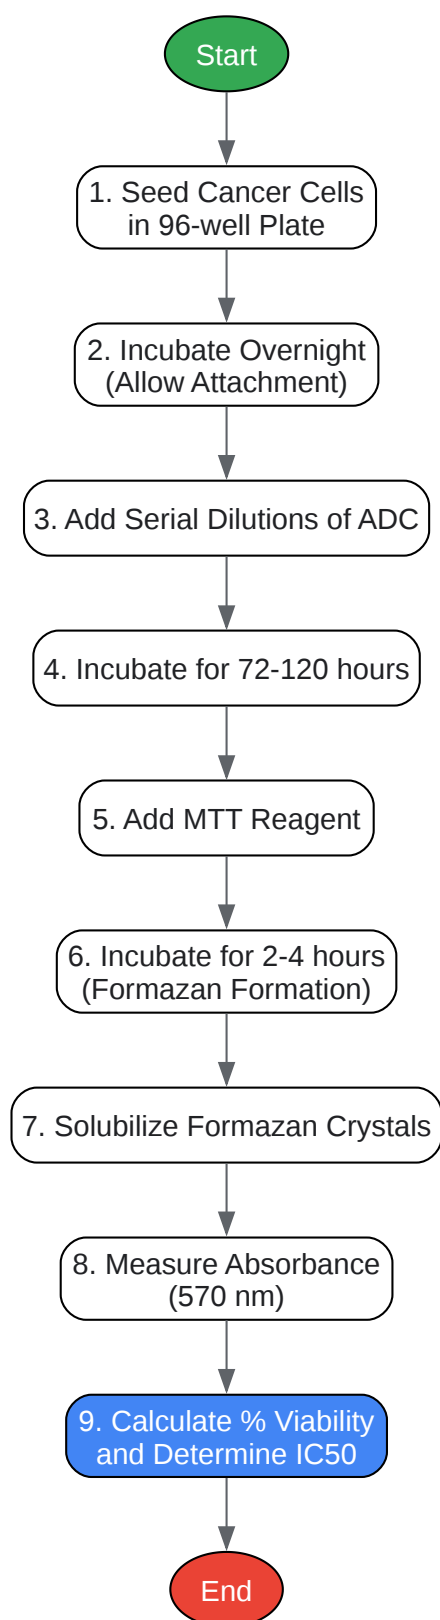 Start
1. Seed Cancer Cells
in 96-well Plate
2. Incubate Overnight
(Allow Attachment)
3. Add Serial Dilutions of ADC
4. Incubate for 72-120 hours
5. Add MTT Reagent
6. Incubate for 2-4 hours
(Formazan Formation)
7. Solubilize Formazan Crystals
8. Measure Absorbance
(570 nm)
9. Calculate % Viability
and Determine IC50
End